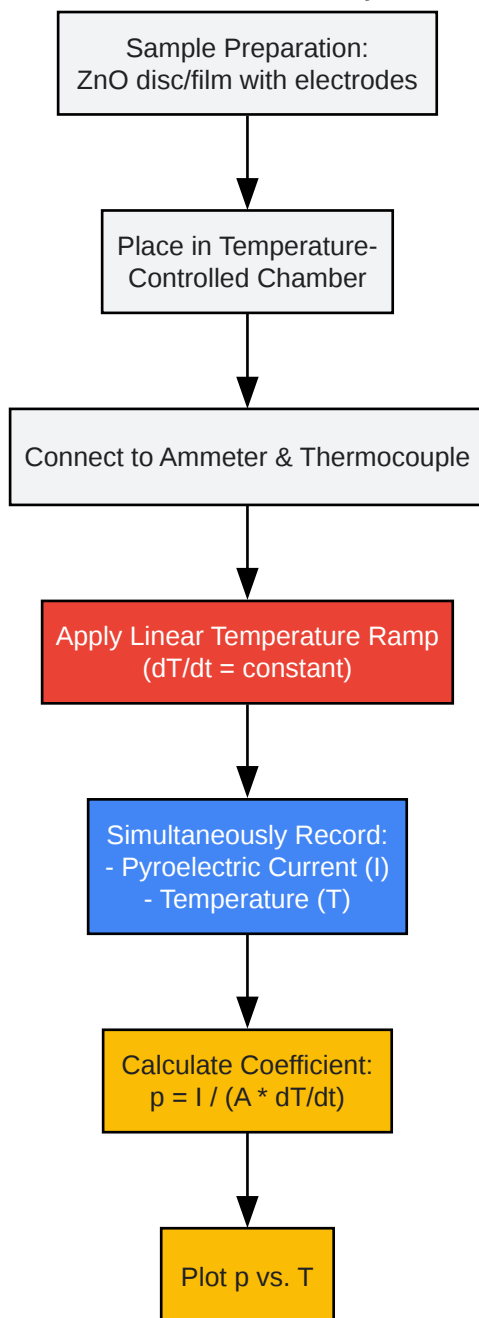 Sample Preparation:
ZnO disc/film with electrodes
Place in Temperature-
Controlled Chamber
Connect to Ammeter & Thermocouple
Apply Linear Temperature Ramp
(dT/dt = constant)
Simultaneously Record:
- Pyroelectric Current (I)
- Temperature (T)
Calculate Coefficient:
p = I / (A * dT/dt)
Plot p vs. T